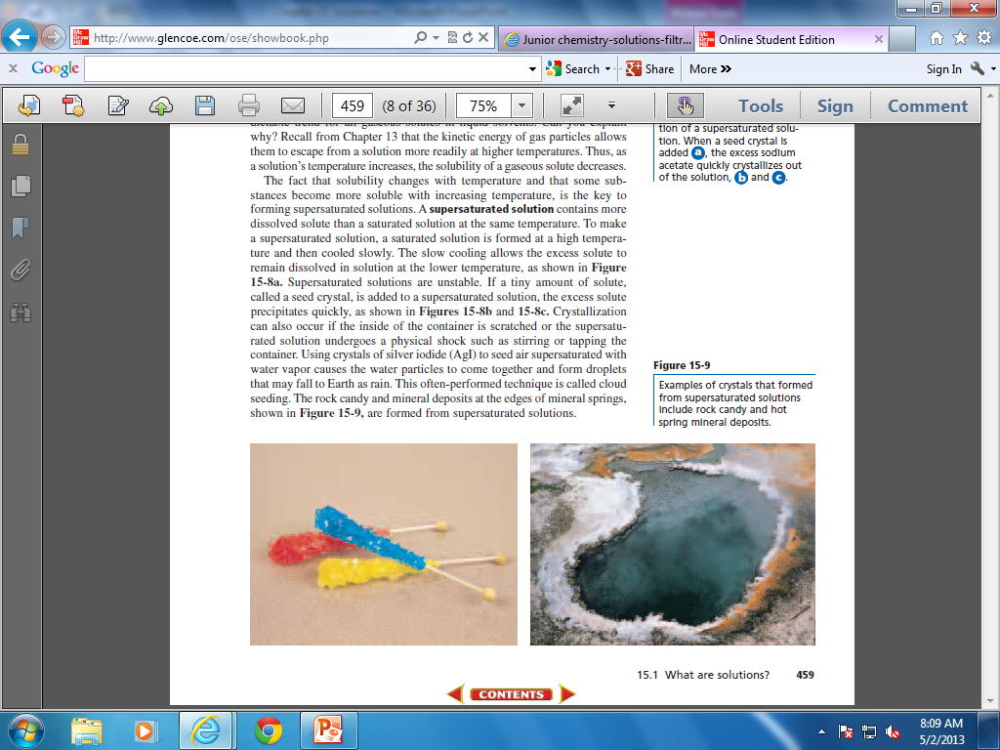 http://www.glencoe.com/ose/showbook.php
Junior chemistry-solutions-filtr...
Online Student Edition
x Google
Search
Share
More »
Sign In
459
(8 of 36)
75%
Tools
Sign
Comment
dictable trend for all gaseous solutes in liquid solvents. Can you explain
why? Recall from Chapter 13 that the kinetic energy of gas particles allows
them to escape from a solution more readily at higher temperatures. Thus, as
a solution's temperature increases, the solubility of a gaseous solute decreases.
The fact that solubility changes with temperature and that some sub-
stances become more soluble with increasing temperature, is the key to
forming supersaturated solutions. A supersaturated solution contains more
dissolved solute than a saturated solution at the same temperature. To make
a supersaturated solution, a saturated solution is formed at a high tempera-
ture and then cooled slowly. The slow cooling allows the excess solute to
remain dissolved in solution at the lower temperature, as shown in Figure
15-8a. Supersaturated solutions are unstable. If a tiny amount of solute,
called a seed crystal, is added to a supersaturated solution, the excess solute
precipitates quickly, as shown in Figures 15-8b and 15-8c. Crystallization
can also occur if the inside of the container is scratched or the supersatu-
rated solution undergoes a physical shock such as stirring or tapping the
container. Using crystals of silver iodide (AgI) to seed air supersaturated with
water vapor causes the water particles to come together and form droplets
that may fall to Earth as rain. This often-performed technique is called cloud
seeding. The rock candy and mineral deposits at the edges of mineral springs,
shown in Figure 15-9, are formed from supersaturated solutions.
tion of a supersaturated solu-
tion. When a seed crystal is
added a, the excess sodium
acetate quickly crystallizes out
of the solution, b and c.
Figure 15-9
Examples of crystals that formed
from supersaturated solutions
include rock candy and hot
spring mineral deposits.
15.1 What are solutions? 459
CONTENTS
8:09 AM
5/2/2013